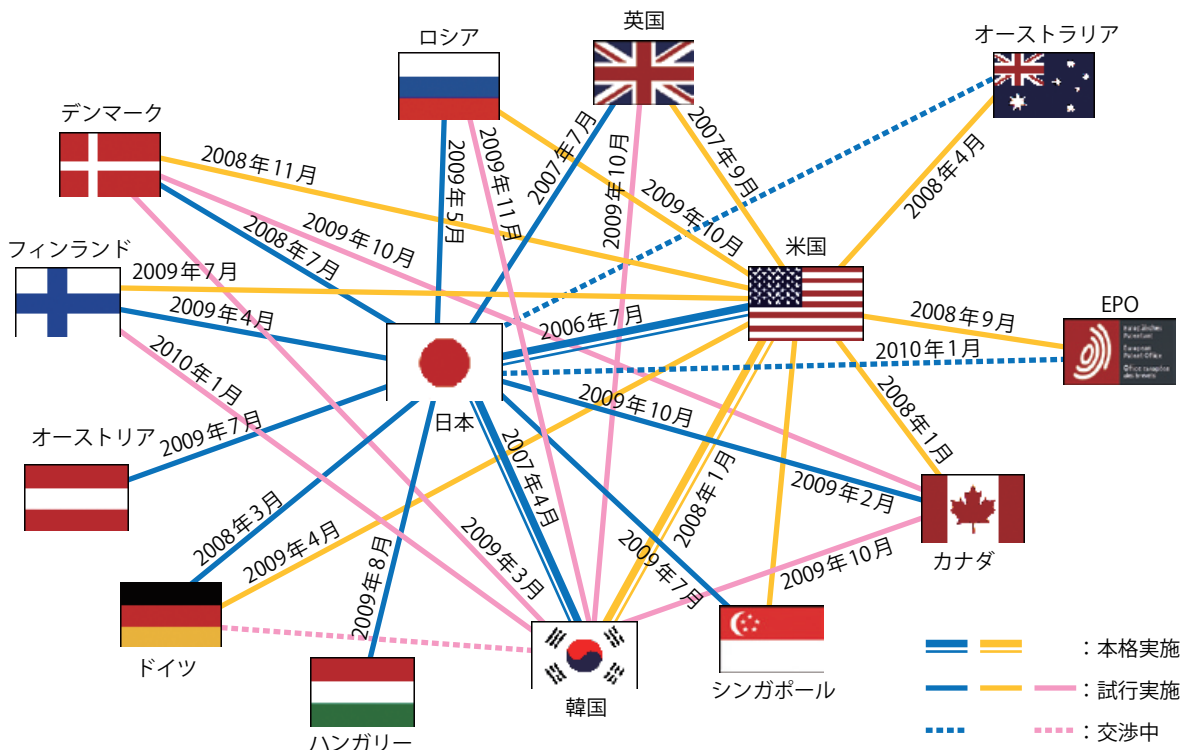 英国
ロシア
オーストラリア
デンマーク
2007年7月
2007年9月
2008年11月
2009年5月
2009年11月
2009年10月
2008年4月
2009年10月
フィンランド
2008年7月
2009年10月
米国
2009年7月
EPO
2009年4月
2006年7月
2008年9月
2010年1月
2010年1月
日本
2009年10月
2008年1月
オーストリア
2009年7月
2007年4月
2008年1月
2009年2月
2008年3月
カナダ
2009年4月
2009年8月
2009年3月
2009年7月
2009年10月
ドイツ
韓国
シンガポール
ハンガリー
：本格実施
：試行実施
：交渉中